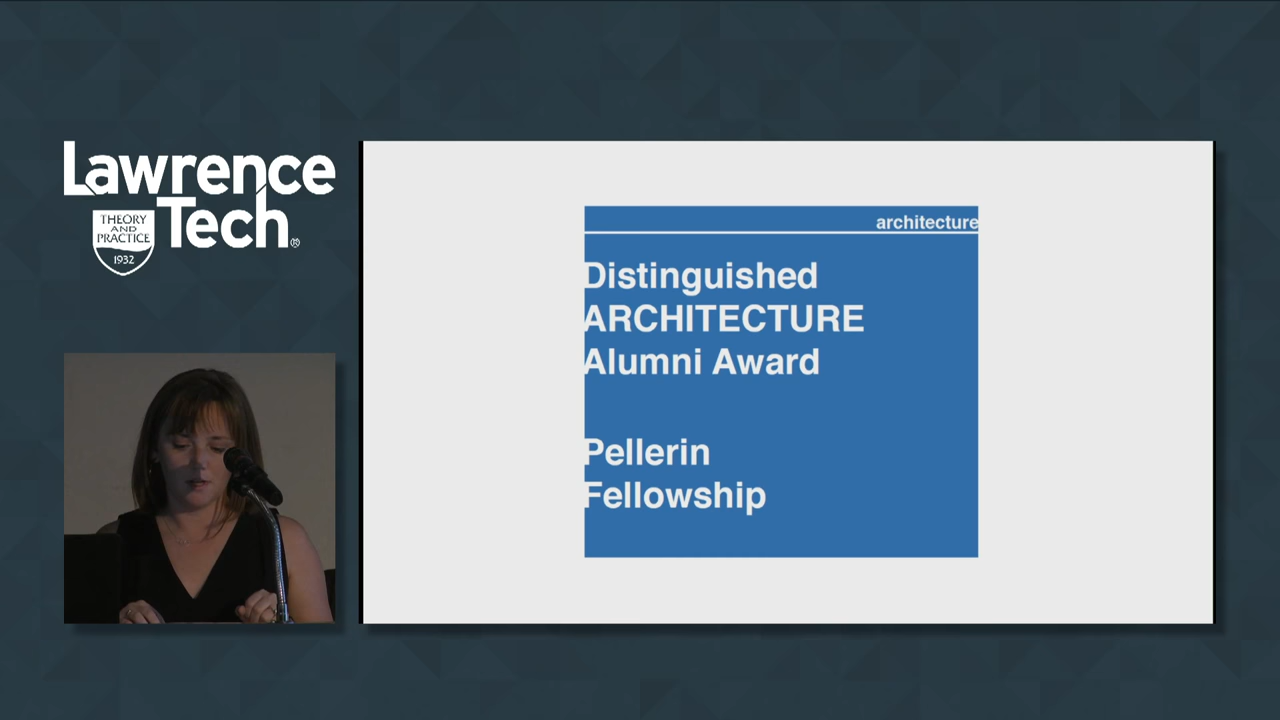 Lawrence
Tech®
THEORY
AND
PRACTICE
1932
architecture
Distinguished
ARCHITECTURE
Alumni Award
Pellerin
Fellowship